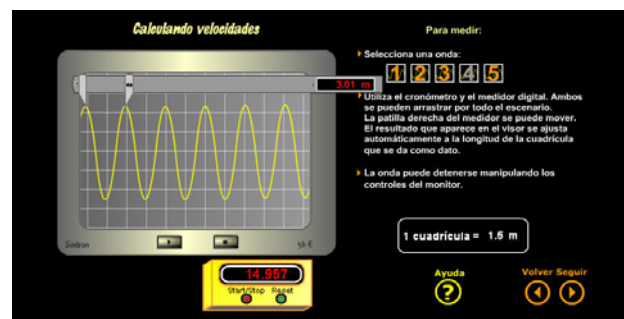 Calculando velocidades
Para medir:
Selecciona una onda:
1 2 3 4 5
3.01 m
Utiliza el cronómetro y el medidor digital. Ambos
se pueden arrastrar por todo el escenario.
La patilla derecha del medidor se puede mover.
El resultado que aparece en el visor se ajusta
automáticamente a la longitud de la cuadrícula
que se da como dato.
La onda puede detenerse manipulando los
controles del monitor.
1 cuadrícula = 1.5 m
14.957
Start/Stop Reset
Ayuda
?
Volver Seguir